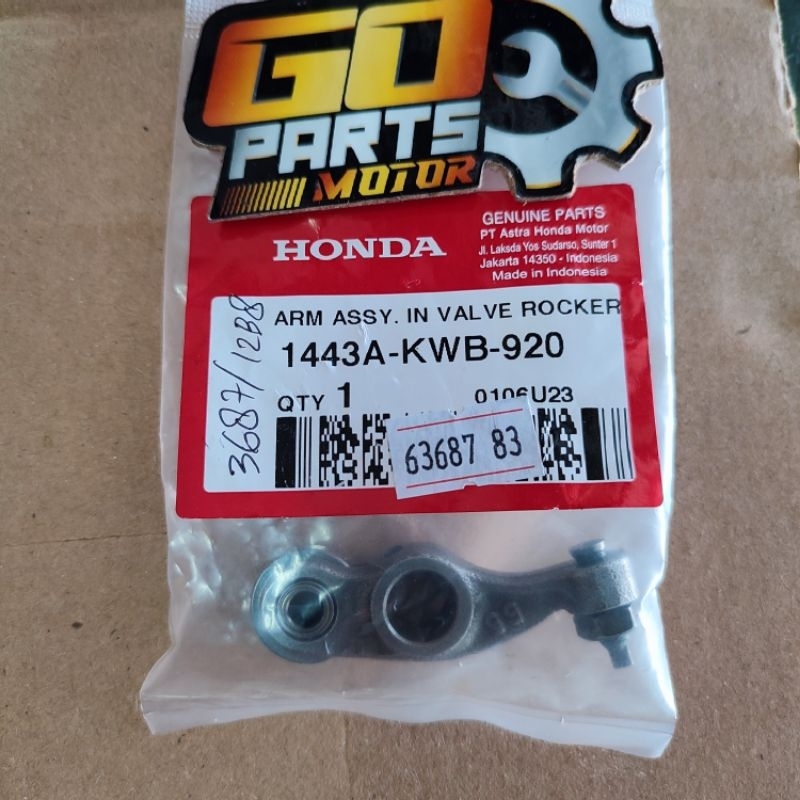 GO
PARTS
MOTOR
HONDA
GENUINE PARTS
PT Astra Honda Motor
Jl. Laksda Yos Sudarso, Sunter 1
Jakarta 14350 - Indonesia
Made in Indonesia
ARM ASSY. IN VALVE ROCKER
1443A-KWB-920
QTY 1
0106U23
63687 83
3687/12B8